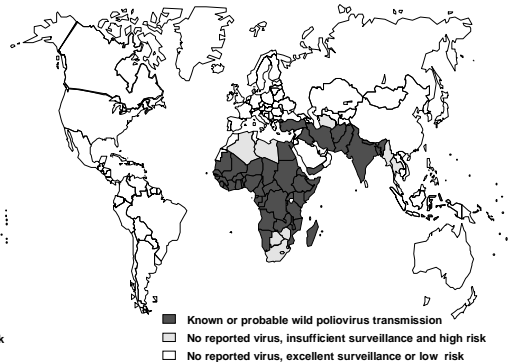 Known or probable wild poliovirus transmission
No reported virus, insufficient surveillance and high risk
k
No reported virus, excellent surveillance or low risk